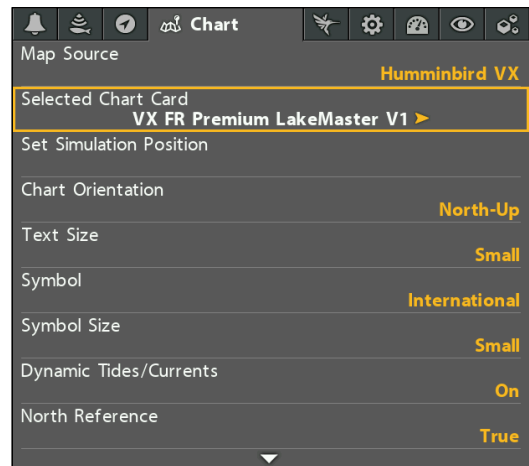 Chart
Map Source
Humminbird VX
Selected Chart Card
VX FR Premium LakeMaster V1
Set Simulation Position
Chart Orientation
North-Up
Text Size
Small
Symbol
International
Symbol Size
Small
Dynamic Tides/Currents
On
North Reference
True